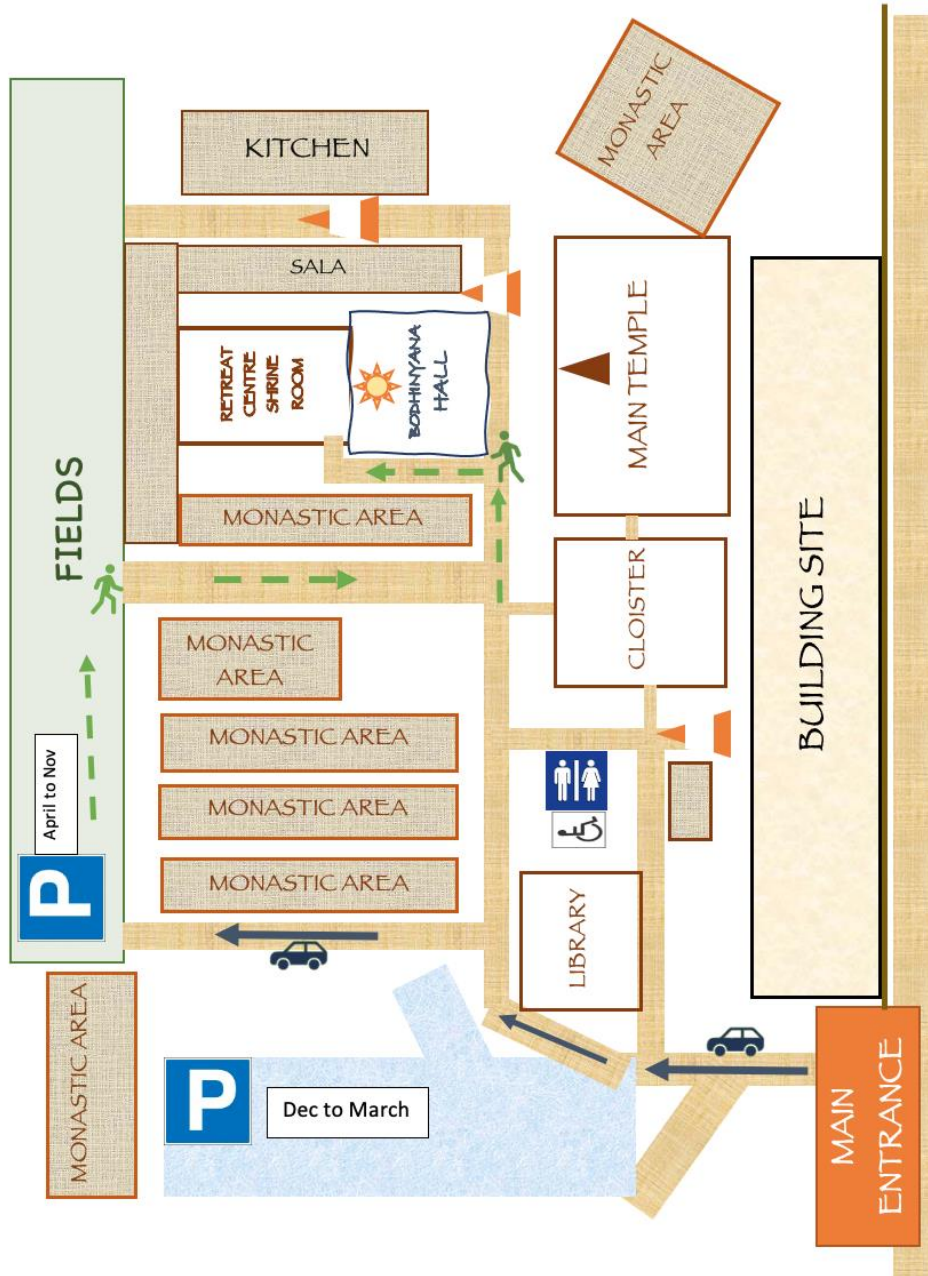 KITCHEN
MONASTIC
AREA
SALA
RETREAT
CENTRE
SHRINE
ROOM
BODHINYANA
HALL
MAIN TEMPLE
FIELDS
MONASTIC AREA
CLOISTER
BUILDING SITE
MONASTIC
AREA
MONASTIC AREA
April to Nov
P
MONASTIC AREA
MONASTIC AREA
LIBRARY
MONASTIC AREA
P
Dec to March
MAIN
ENTRANCE